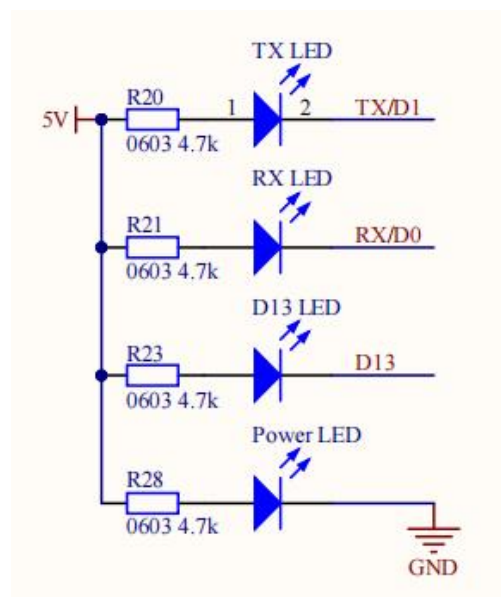 TX LED
R20
1
2
TX/D1
5V
0603 4.7k
RX LED
R21
RX/D0
0603 4.7k
D13 LED
R23
D13
0603 4.7k
Power LED
R28
0603 4.7k
GND